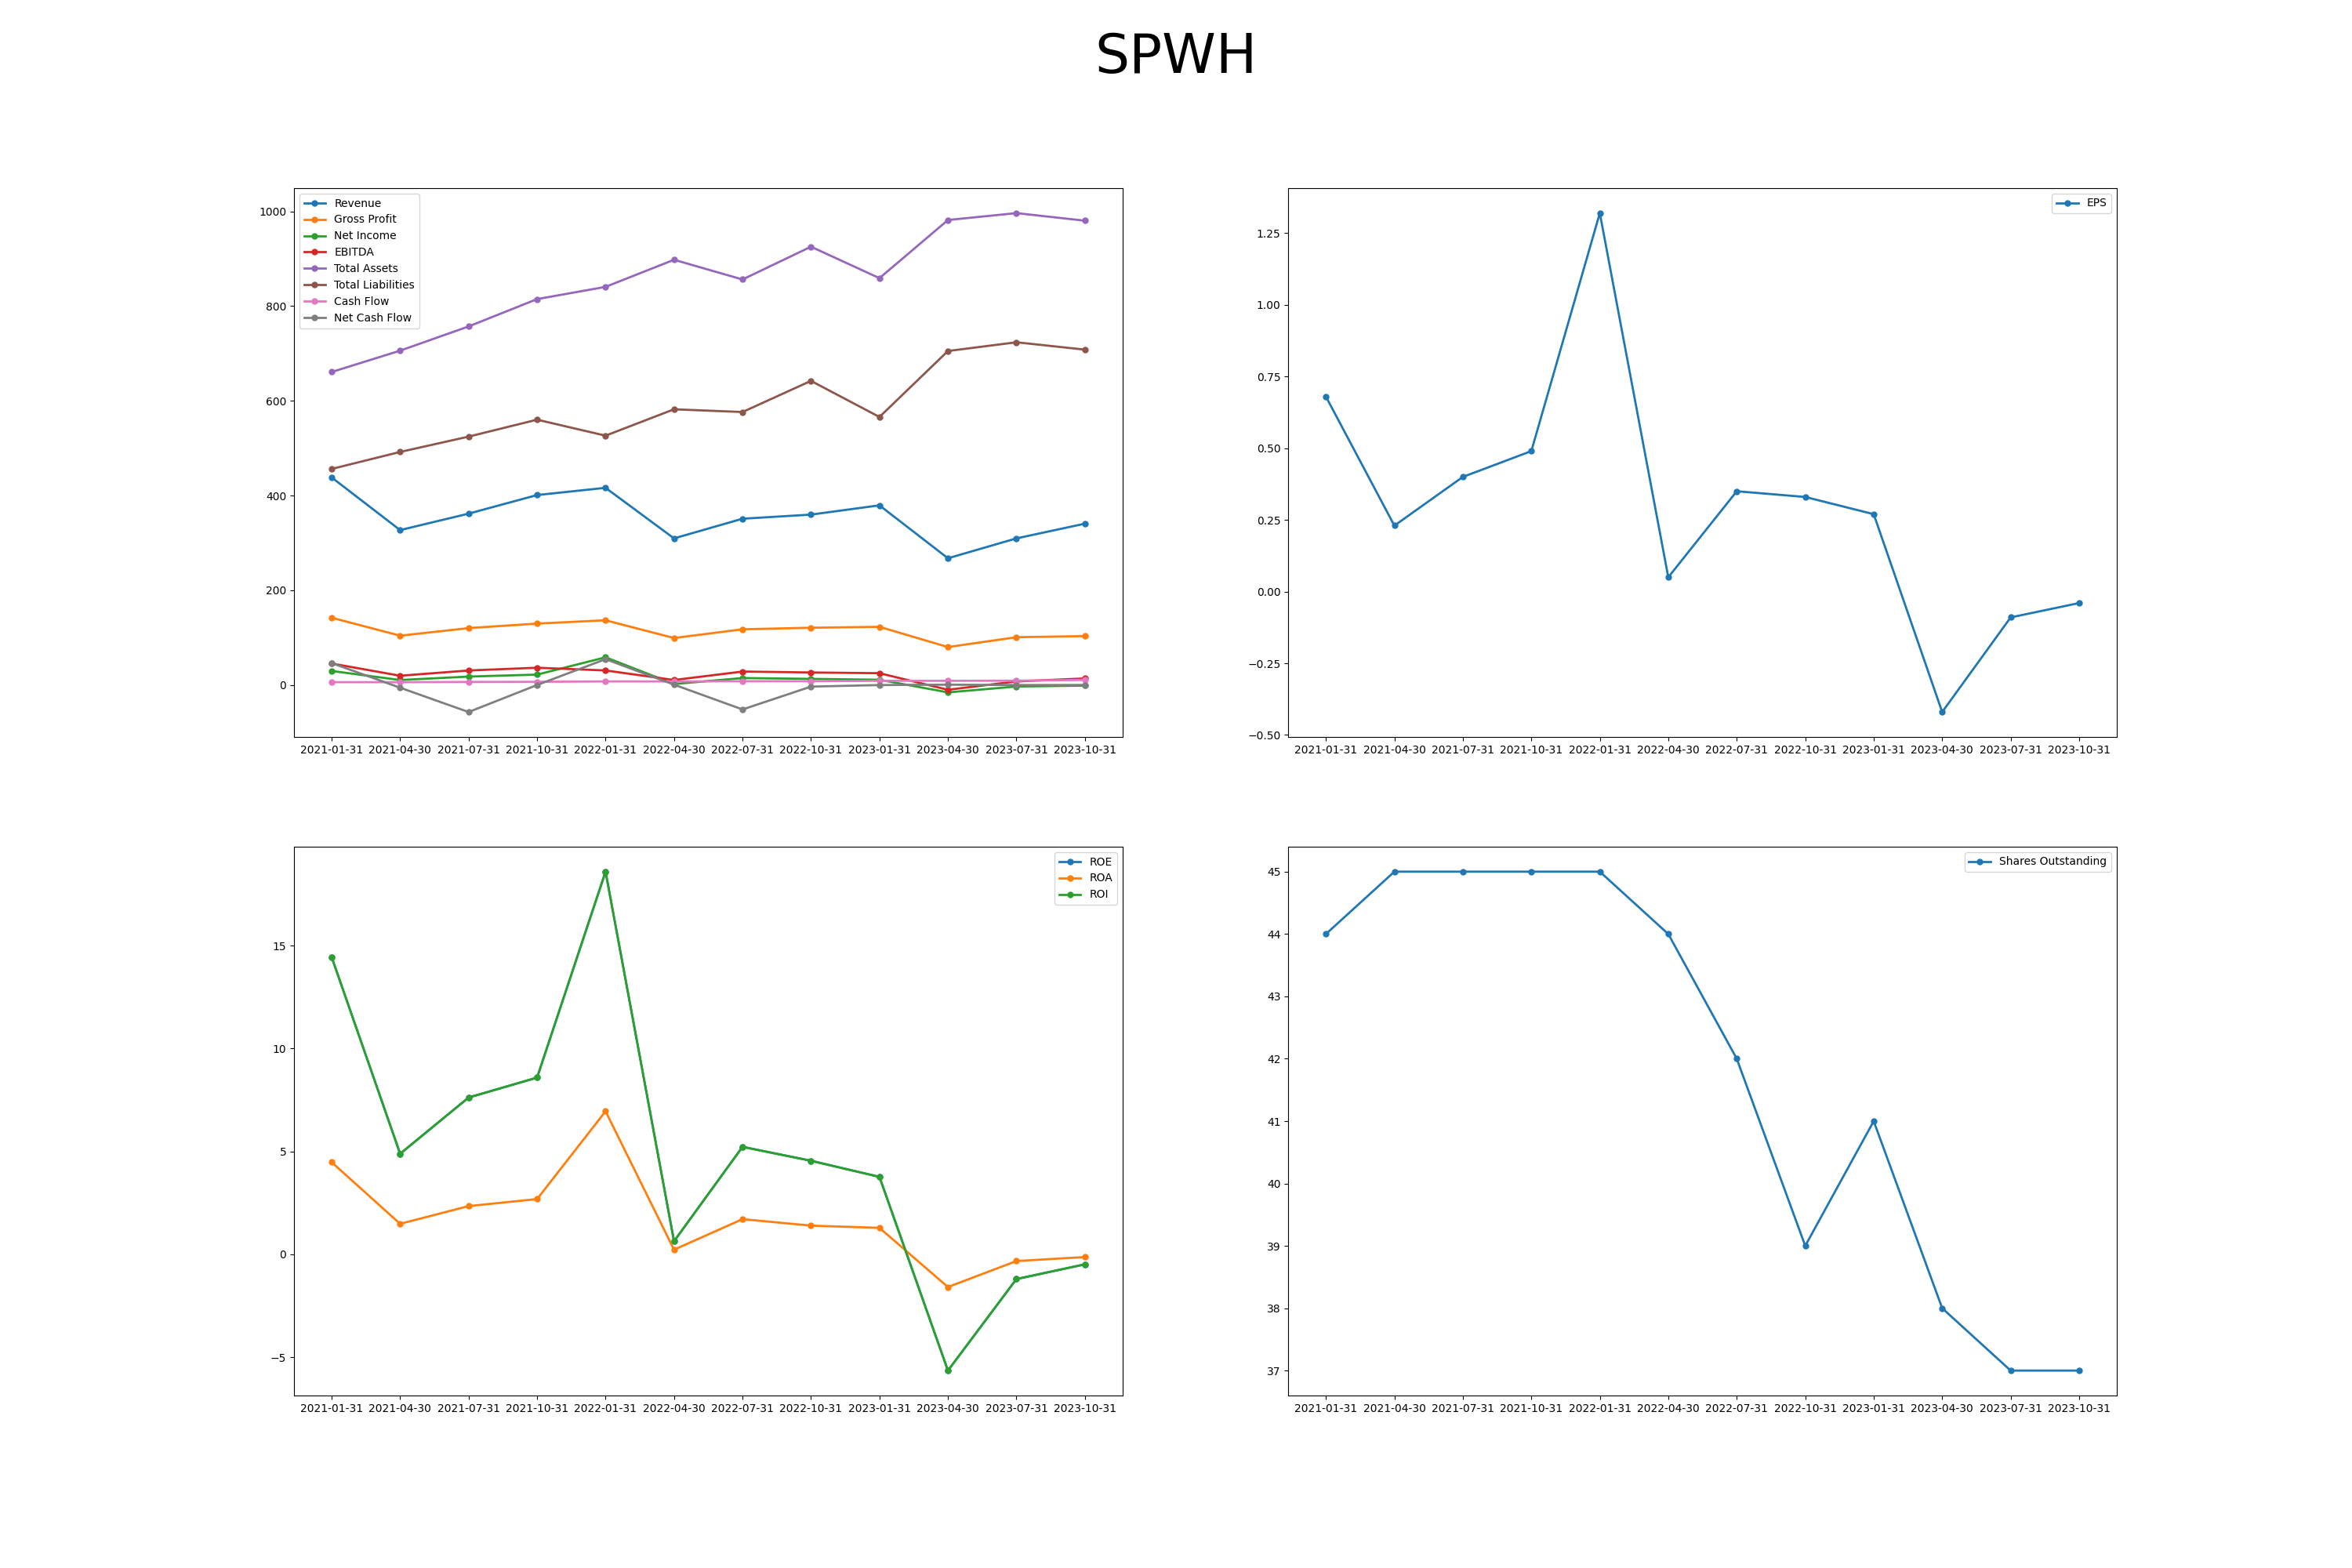 SPWH
1000
800
600
400
200
0
Revenue
Gross Profit
Net Income
EBITDA
Total Assets
Total Liabilities
Cash Flow
Net Cash Flow
2021-01-31 2021-04-30 2021-07-31 2021-10-31 2022-01-31 2022-04-30 2022-07-31 2022-10-31 2023-01-31 2023-04-30 2023-07-31 2023-10-31
1.25
1.00
0.75
0.50
0.25
0.00
−0.25
−0.50
EPS
2021-01-31 2021-04-30 2021-07-31 2021-10-31 2022-01-31 2022-04-30 2022-07-31 2022-10-31 2023-01-31 2023-04-30 2023-07-31 2023-10-31
15
10
5
0
−5
ROE
ROA
ROI
2021-01-31 2021-04-30 2021-07-31 2021-10-31 2022-01-31 2022-04-30 2022-07-31 2022-10-31 2023-01-31 2023-04-30 2023-07-31 2023-10-31
45
44
43
42
41
40
39
38
37
Shares Outstanding
2021-01-31 2021-04-30 2021-07-31 2021-10-31 2022-01-31 2022-04-30 2022-07-31 2022-10-31 2023-01-31 2023-04-30 2023-07-31 2023-10-31